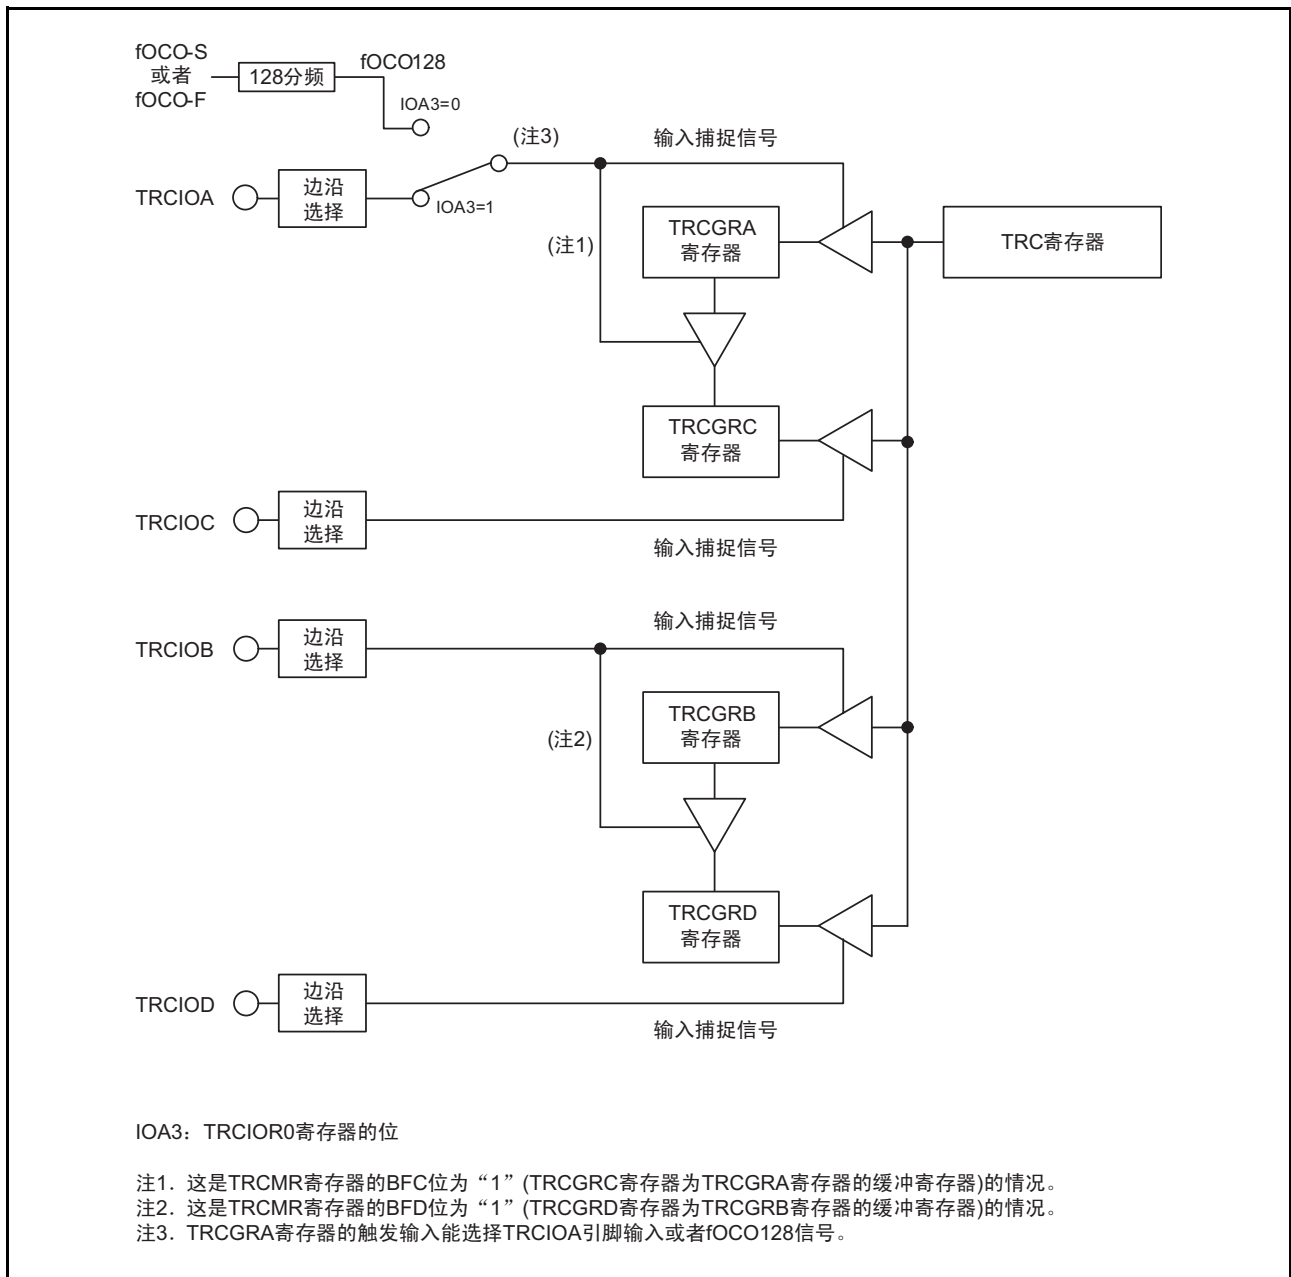 fOCO-S
或者
fOCO-F
128分频
fOCO128
IOA3=0
(注3)
输入捕捉信号
TRCIOA
边沿
选择
IOA3=1
(注1)
TRCGRA
寄存器
TRC寄存器
TRCGRC
寄存器
TRCIOC
边沿
选择
输入捕捉信号
输入捕捉信号
TRCIOB
边沿
选择
(注2)
TRCGRB
寄存器
TRCGRD
寄存器
TRCIOD
边沿
选择
输入捕捉信号
IOA3：TRCIOR0寄存器的位
注1．这是TRCMR寄存器的BFC位为“1”(TRCGRC寄存器为TRCGRA寄存器的缓冲寄存器)的情况。
注2．这是TRCMR寄存器的BFD位为“1”(TRCGRD寄存器为TRCGRB寄存器的缓冲寄存器)的情况。
注3．TRCGRA寄存器的触发输入能选择TRCIOA引脚输入或者fOCO128信号。